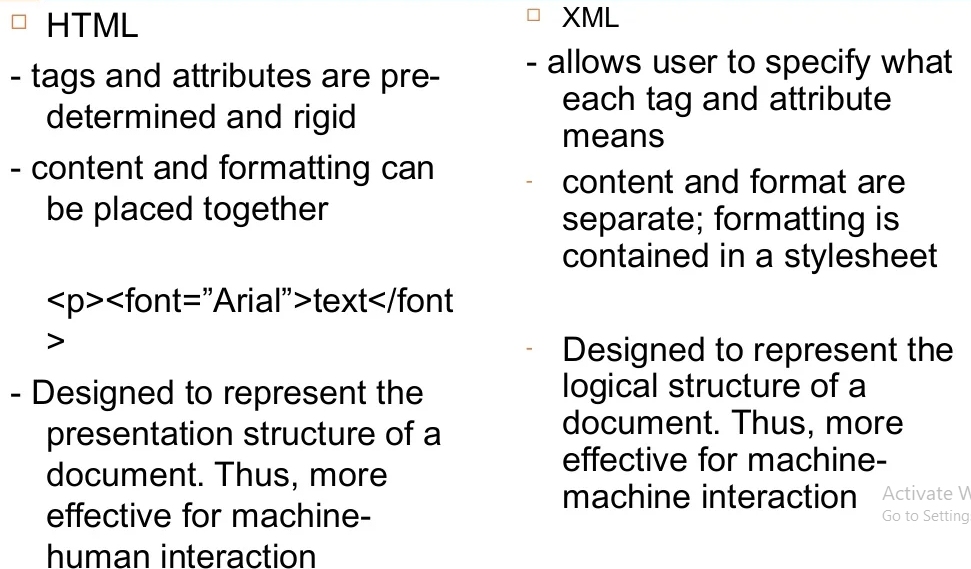 HTML
- tags and attributes are pre-
determined and rigid
- content and formatting can
be placed together
<p><font=”Arial”>text</font
>
- Designed to represent the
presentation structure of a
document. Thus, more
effective for machine-
human interaction
XML
- allows user to specify what
each tag and attribute
means
- content and format are
separate; formatting is
contained in a stylesheet
- Designed to represent the
logical structure of a
document. Thus, more
effective for machine-
machine interaction
Activate W
Go to Setting